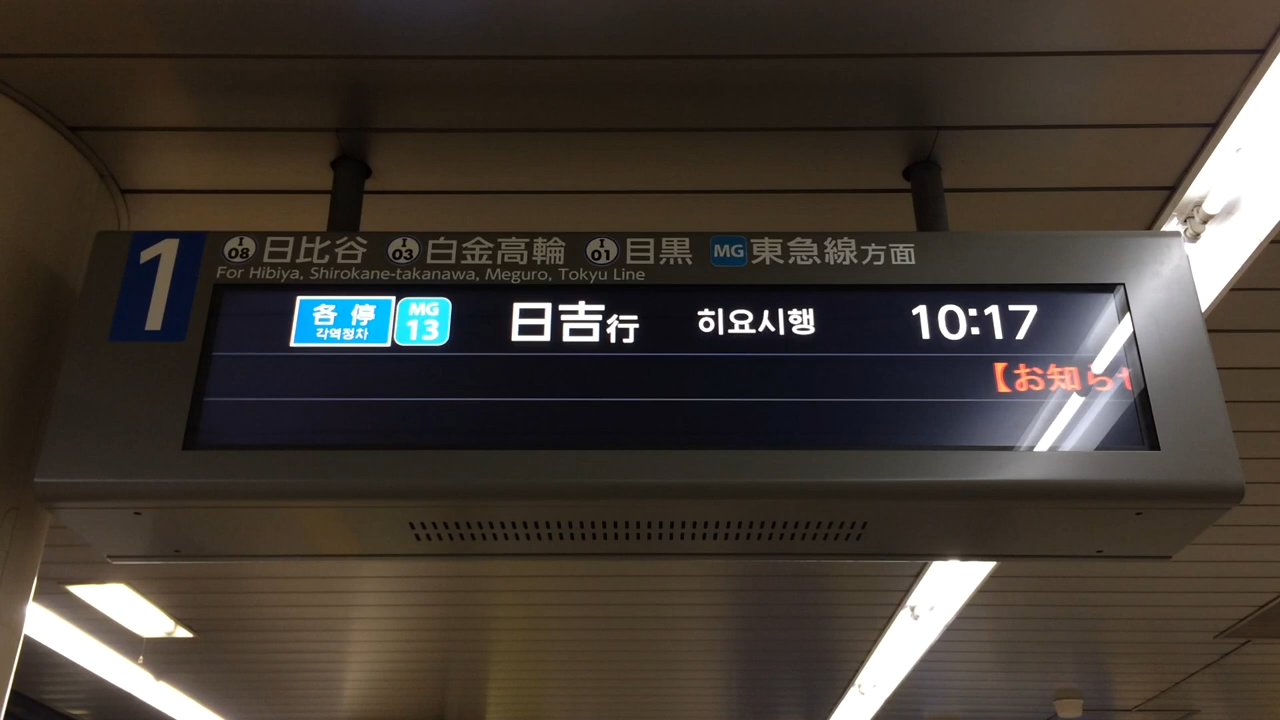 1
I 08 日比谷 I 03 白金高輪 I 01 目黒 MG 東急線方面
For Hibiya, Shirokane-takanawa, Meguro, Tokyu Line
各停 각역정차 MG 13 日吉行 히요시행 10:17
【お知らせ